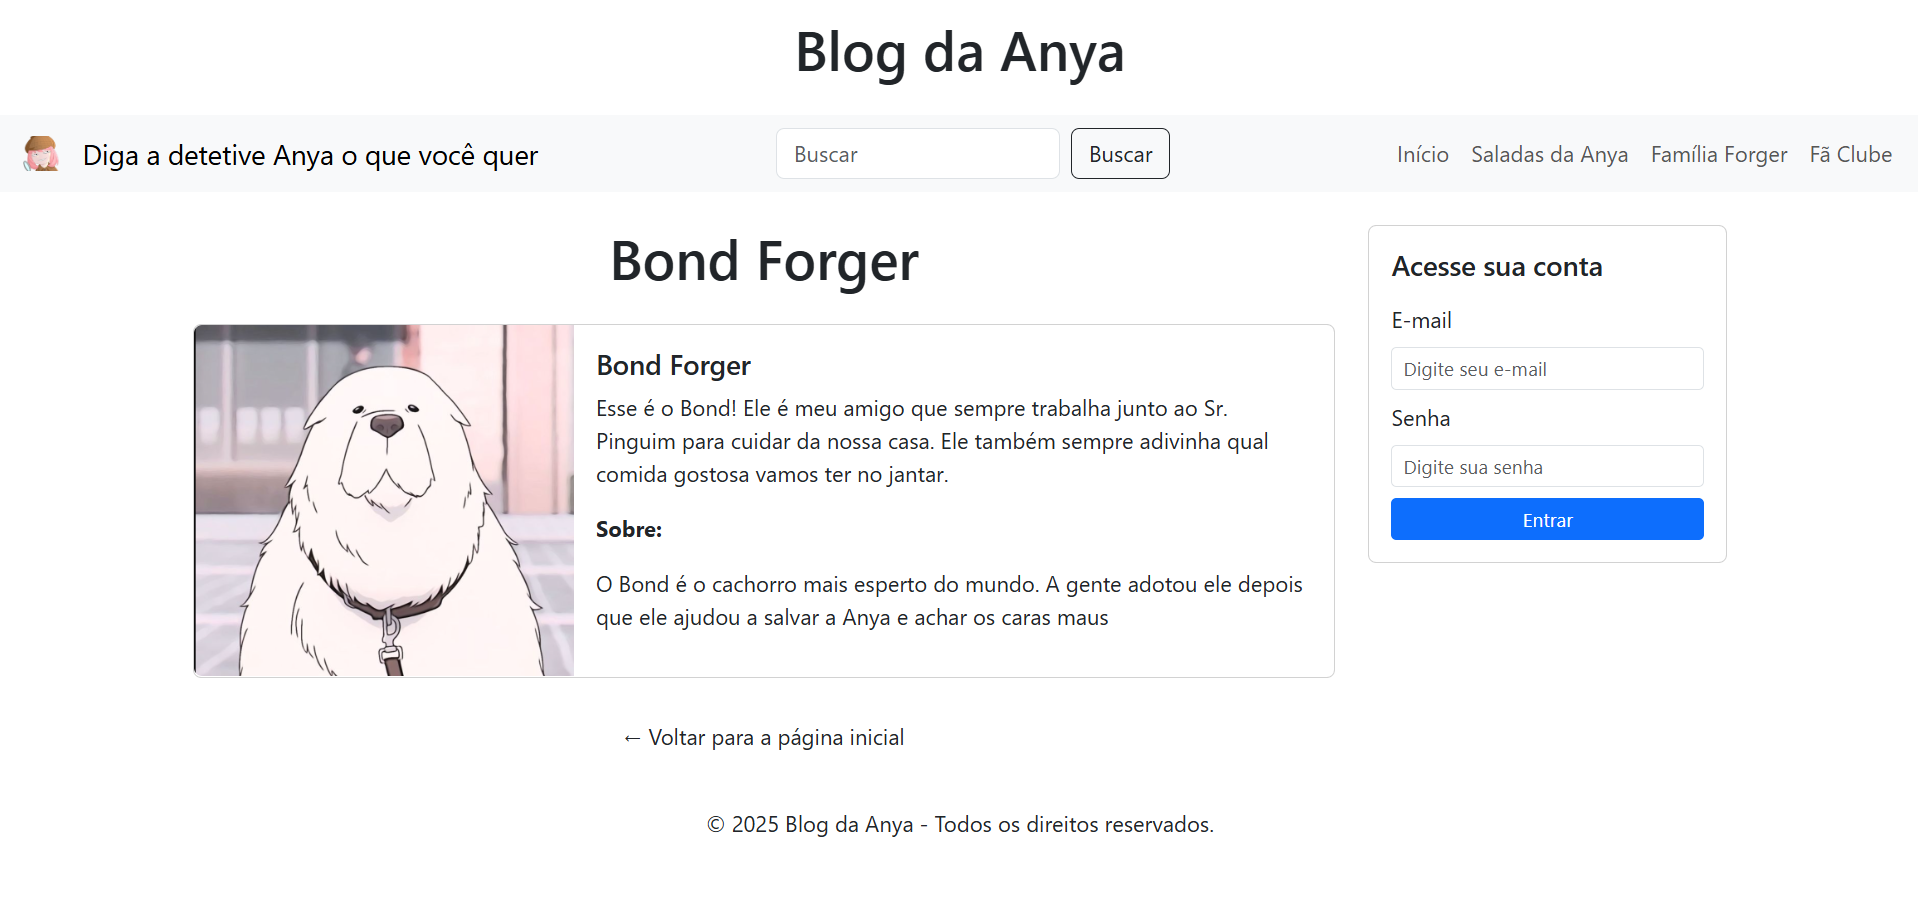 Blog da Anya
Diga a detetive Anya o que você quer
Buscar
Buscar
Início
Saladas da Anya
Família Forger
Fã Clube
Bond Forger
Bond Forger
Esse é o Bond! Ele é meu amigo que sempre trabalha junto ao Sr.
Pinguim para cuidar da nossa casa. Ele também sempre adivinha qual
comida gostosa vamos ter no jantar.
Sobre:
O Bond é o cachorro mais esperto do mundo. A gente adotou ele depois
que ele ajudou a salvar a Anya e achar os caras maus
← Voltar para a página inicial
Acesse sua conta
E-mail
Digite seu e-mail
Senha
Digite sua senha
Entrar
© 2025 Blog da Anya - Todos os direitos reservados.